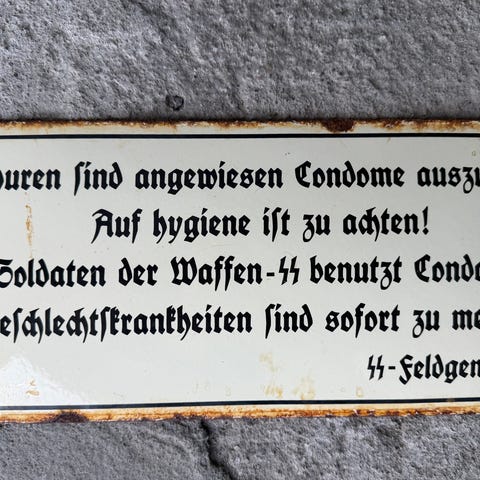 uren sind angewiesen Condome auszu
Auf hygiene ist zu achten!
Soldaten der Waffen-SS benutzt Condo
eschlechtskrankheiten sind sofort zu me
SS-Feldgen